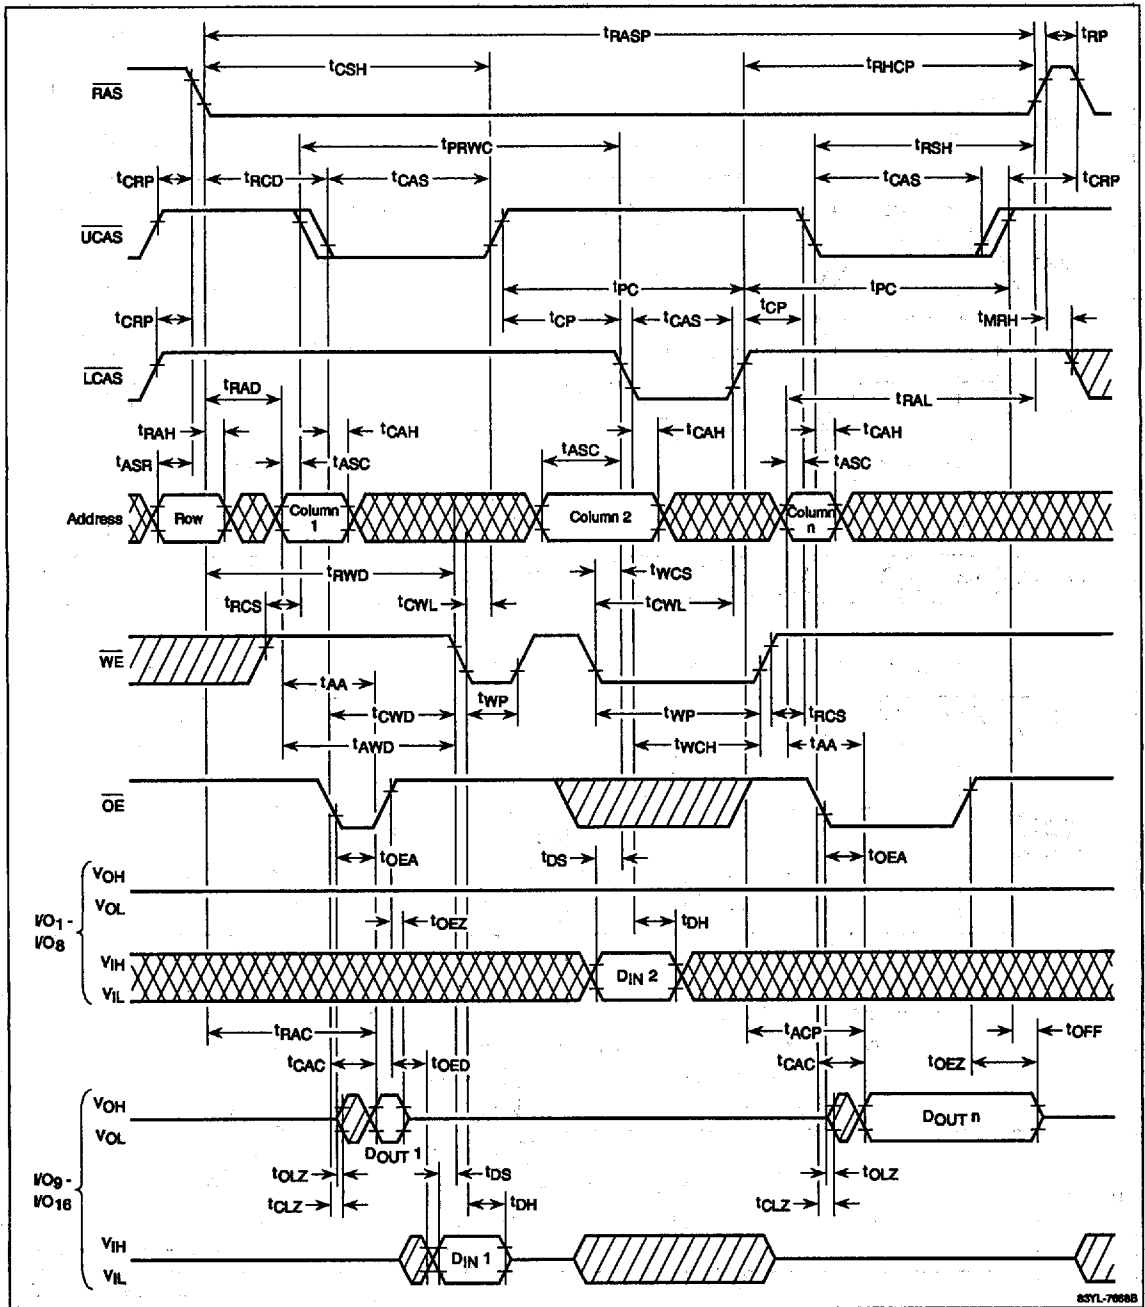 tRASP tRP
tCSH tRHCP
RAS
tPRWC tRSH
tCRP tRCD tCAS tCAS tCRP
UCAS
tPC tPC
tCRP tCP tCAS tCP tMRH
LCAS
tRAD tRAL
tRAH tCAH tCAH tCAH
tASR tASC tASC tASC
Address Row Column 1 Column 2 Column n
tRWD tWCS
tRCS tCWL tCWL
WE
tAA tWP
tCWD tWP tRCS
tAWD tWCH tAA
OE
tOEA tDS tOEA
VOH
VOL
I/O1 - I/O8
tOEZ tDH
VIH
VIL
DIN 2
tRAC tACP tOFF
tCAC tOED tCAC tOEZ
VOH
VOL
DOUT 1 DOUT n
tOLZ tDS tOLZ
I/O9 - I/O16
tCLZ tDH tCLZ
VIH
VIL
DIN 1
83YL-7668B